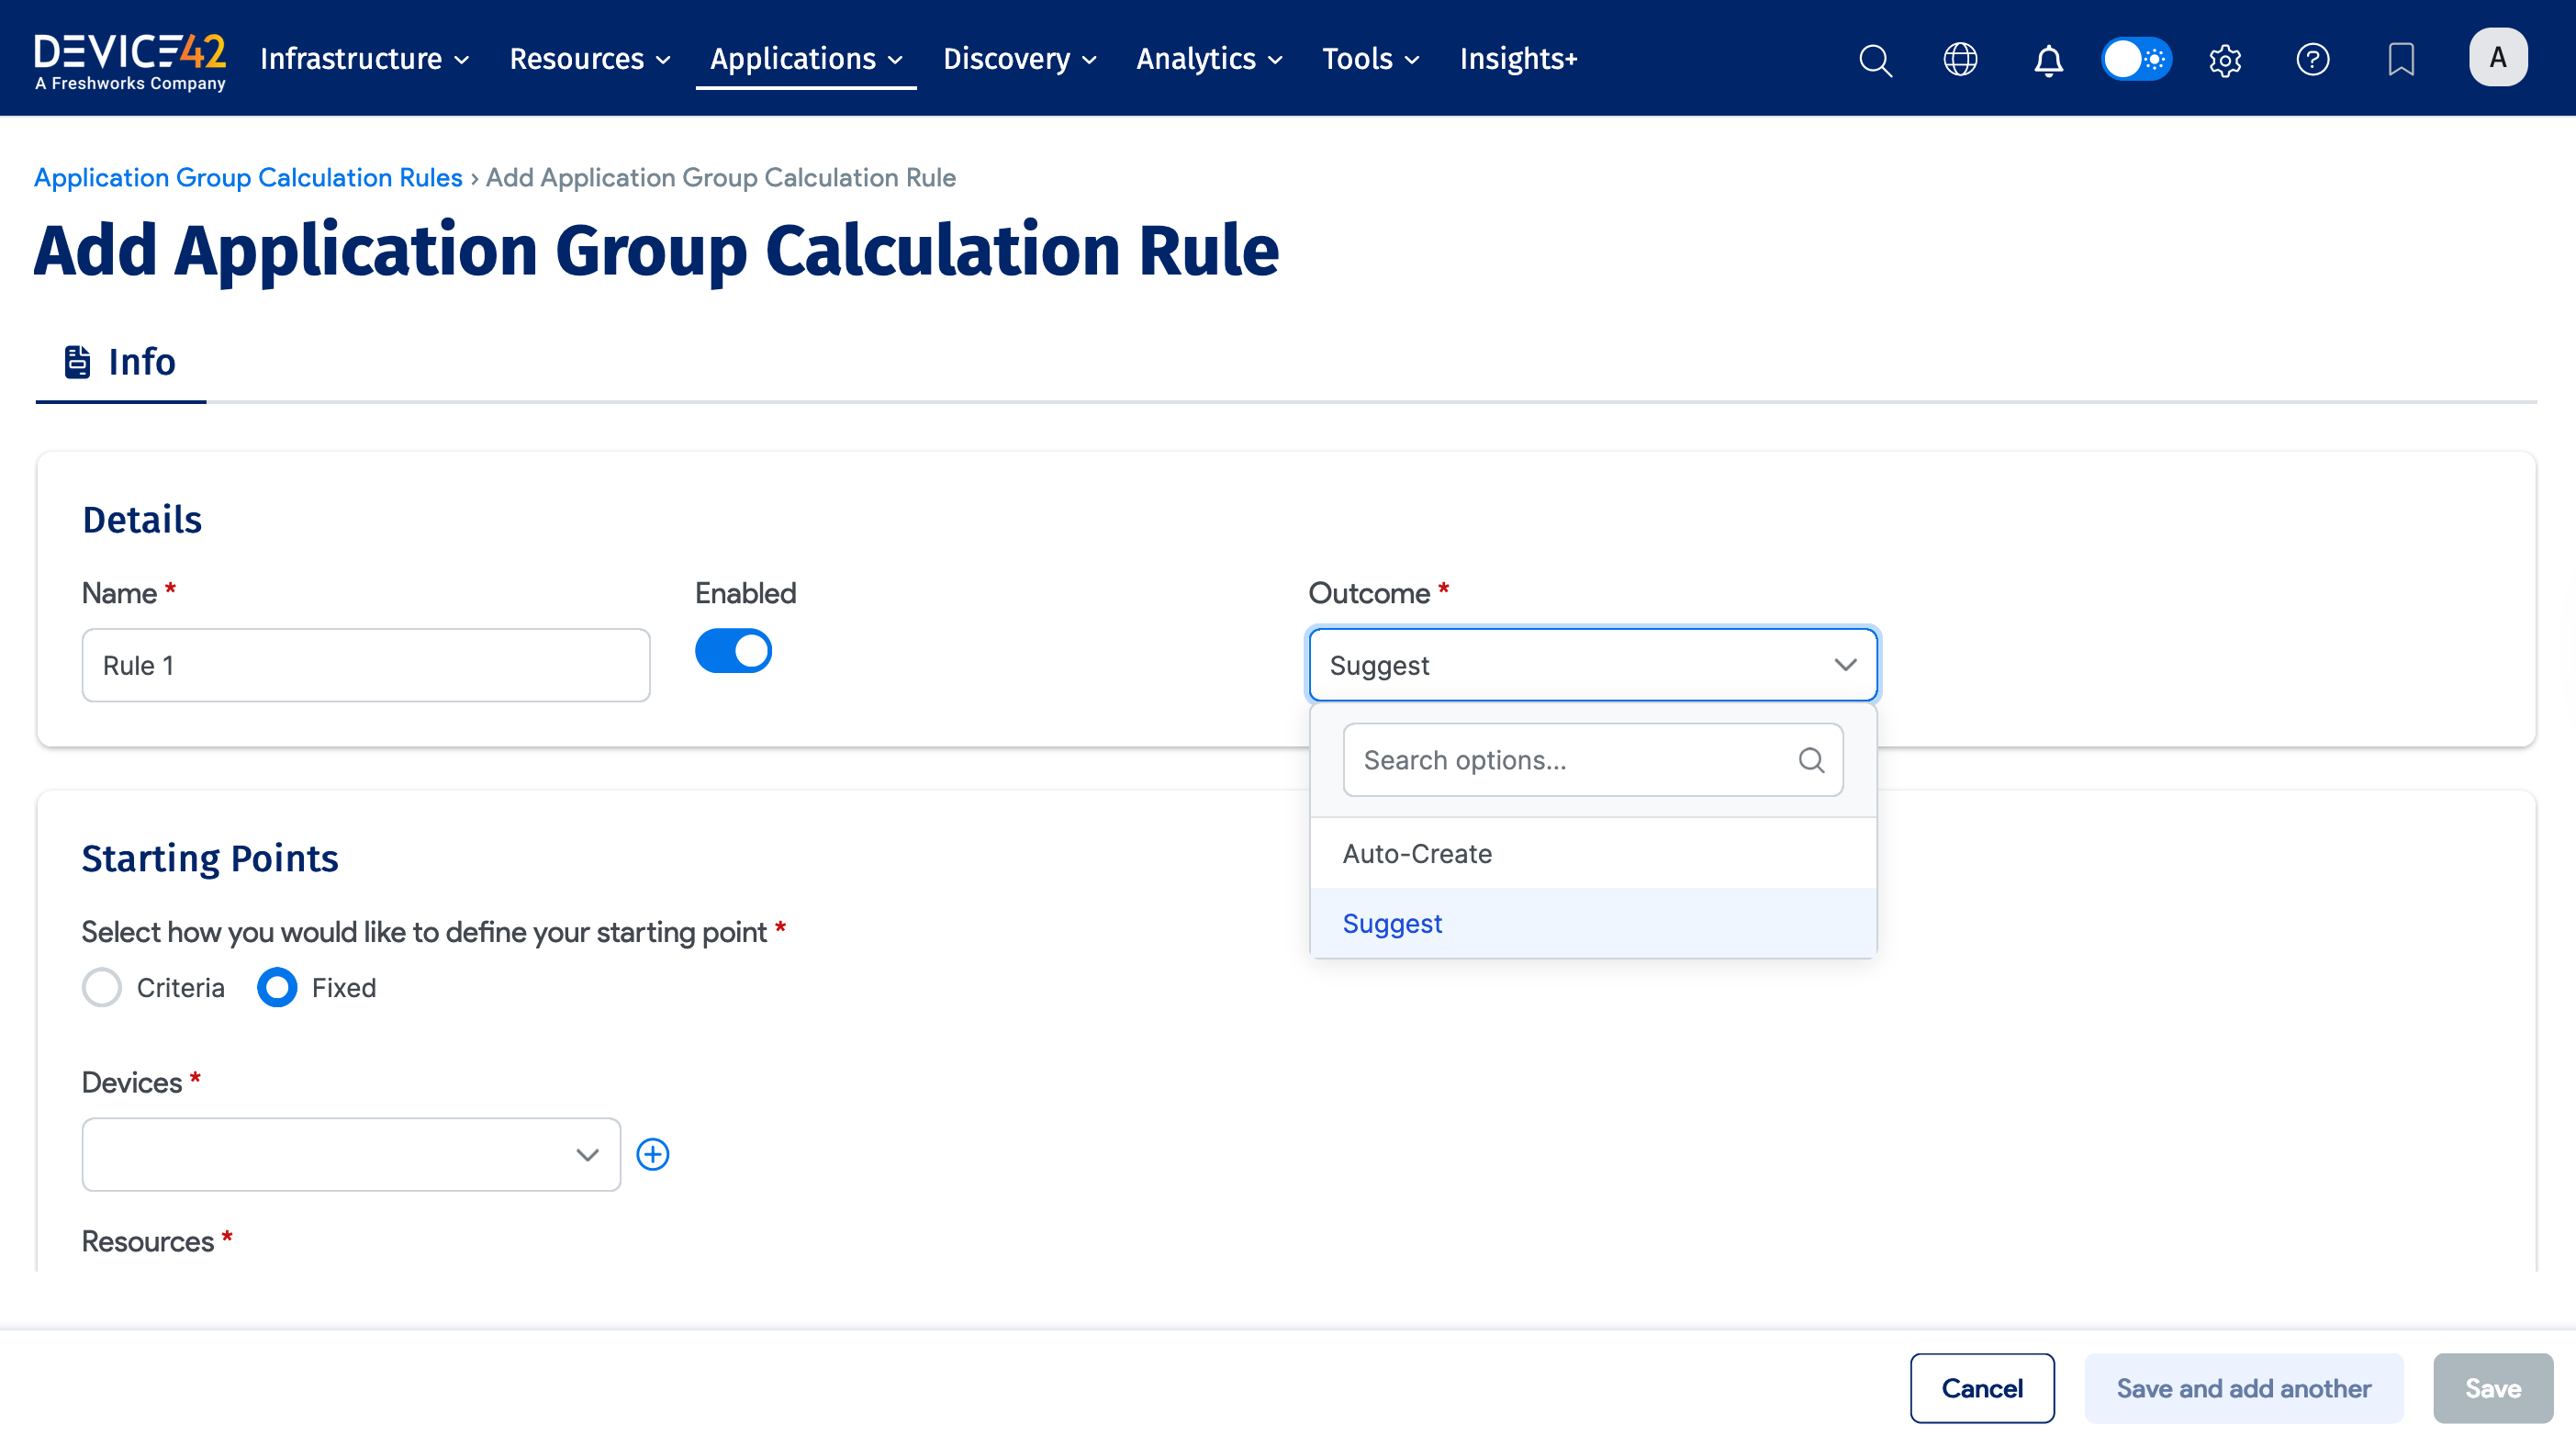 DEVICE42
A Freshworks Company
Infrastructure
Resources
Applications
Discovery
Analytics
Tools
Insights+
A
Application Group Calculation Rules › Add Application Group Calculation Rule
Add Application Group Calculation Rule
Info
Details
Name *
Enabled
Outcome *
Rule 1
Suggest
Search options...
Auto-Create
Suggest
Starting Points
Select how you would like to define your starting point *
Criteria
Fixed
Devices *
Resources *
Cancel
Save and add another
Save